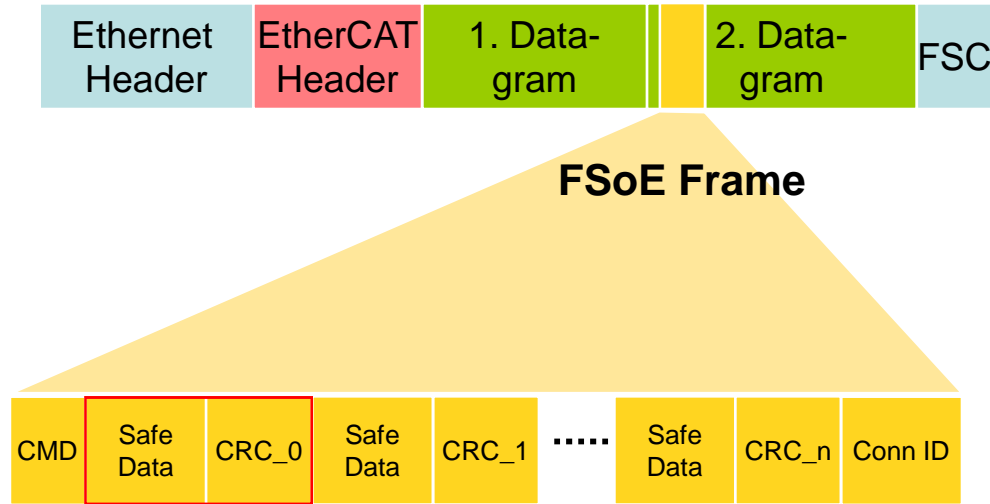 Ethernet
Header
EtherCAT
Header
1. Data-
gram
2. Data-
gram
FSC
FSoE Frame
CMD
Safe
Data
CRC_0
Safe
Data
CRC_1
.....
Safe
Data
CRC_n
Conn ID